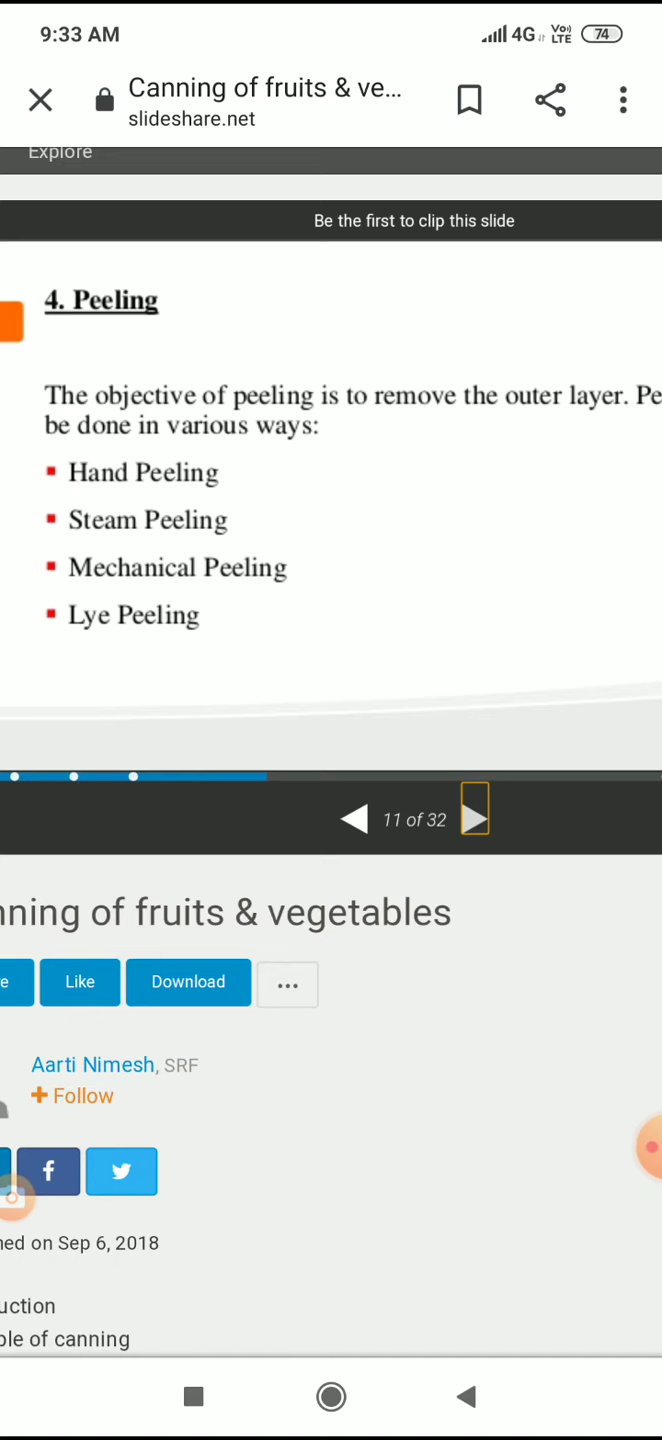 9:33 AM
4G Vo)) LTE 74
Canning of fruits & ve...
slideshare.net
Explore
Be the first to clip this slide
4. Peeling
The objective of peeling is to remove the outer layer. Pe
be done in various ways:
Hand Peeling
Steam Peeling
Mechanical Peeling
Lye Peeling
11 of 32
nning of fruits & vegetables
e Like Download ...
Aarti Nimesh, SRF
+ Follow
ned on Sep 6, 2018
uction
ple of canning